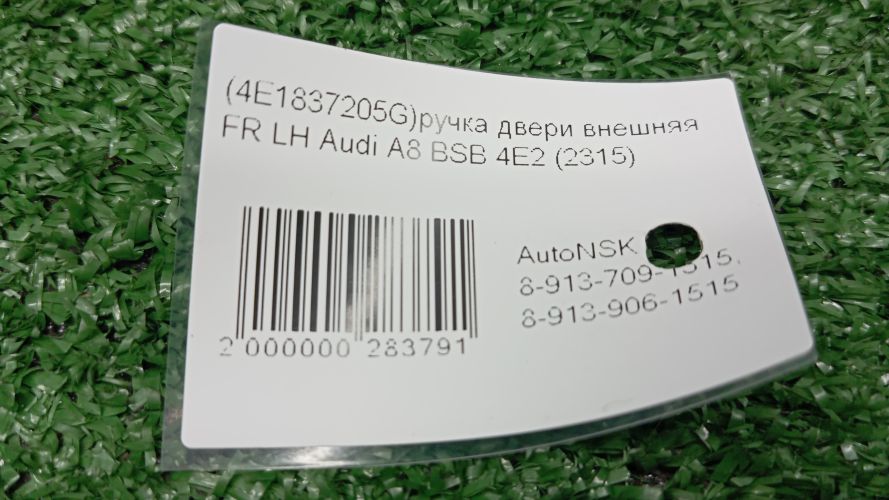 (4E1837205G)ручка двери внешняя
FR LH Audi A8 BSB 4E2 (2315)
AutoNSK
8-913-709-1515,
8-913-906-1515
2 000000 283791